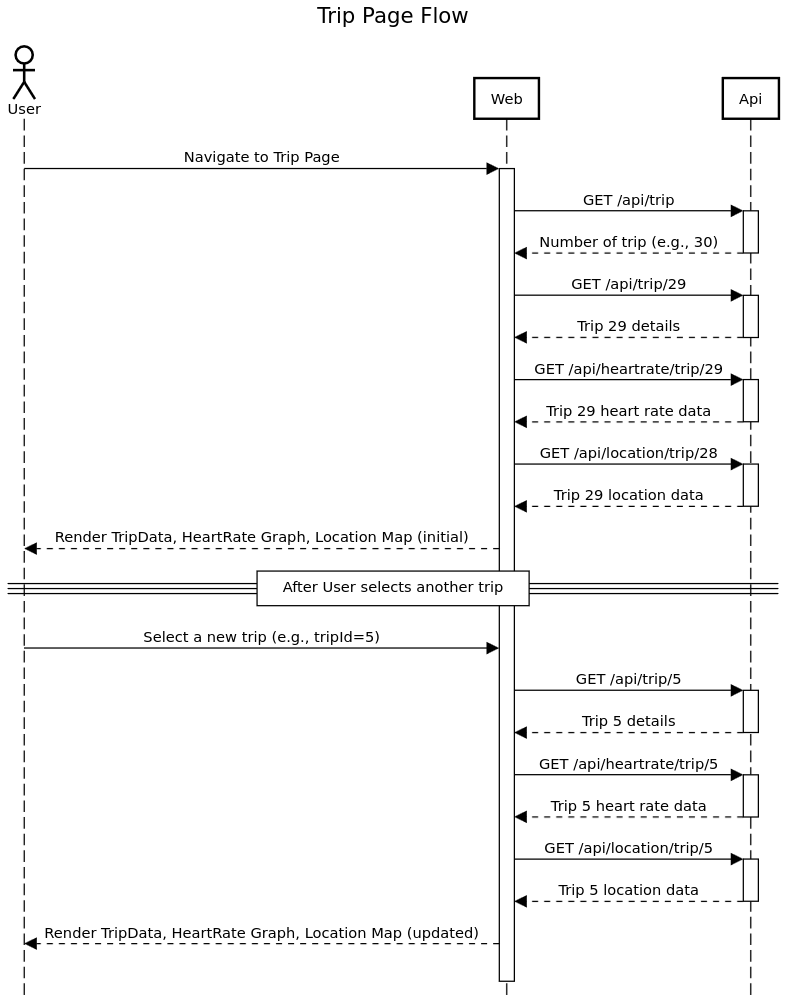 Trip Page Flow
User
Web
Api
Navigate to Trip Page
GET /api/trip
Number of trip (e.g., 30)
GET /api/trip/29
Trip 29 details
GET /api/heartrate/trip/29
Trip 29 heart rate data
GET /api/location/trip/28
Trip 29 location data
Render TripData, HeartRate Graph, Location Map (initial)
After User selects another trip
Select a new trip (e.g., tripId=5)
GET /api/trip/5
Trip 5 details
GET /api/heartrate/trip/5
Trip 5 heart rate data
GET /api/location/trip/5
Trip 5 location data
Render TripData, HeartRate Graph, Location Map (updated)